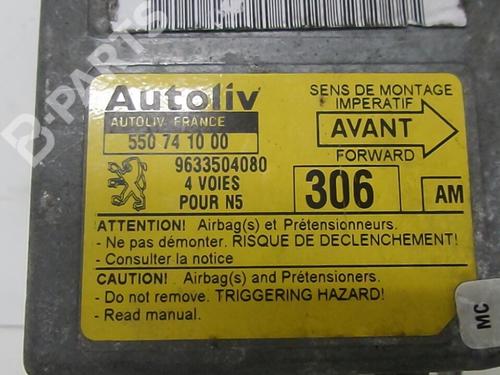 B-PARTS
Autoliv
AUTOLIV FRANCE
550 74 10 00
9633504080
4 VOIES
POUR N5
SENS DE MONTAGE
IMPERATIF
AVANT
FORWARD
306
AM
ATTENTION! Airbag(s) et Prétensionneurs.
- Ne pas démonter. RISQUE DE DECLENCHEMENT!
- Consulter la notice
CAUTION! Airbag(s) and Prétensioners.
- Do not remove. TRIGGERING HAZARD!
- Read manual.
MC